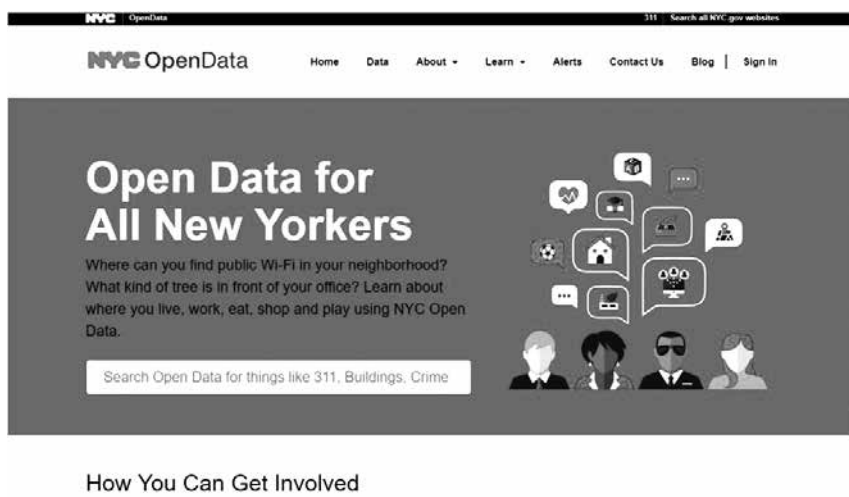 NYC OpenData 311 Search all NYC.gov websites
NYC OpenData Home Data About Learn Alerts Contact Us Blog | Sign In
Open Data for
All New Yorkers
Where can you find public Wi-Fi in your neighborhood?
What kind of tree is in front of your office? Learn about
where you live, work, eat, shop and play using NYC Open
Data.
Search Open Data for things like 311, Buildings, Crime
How You Can Get Involved